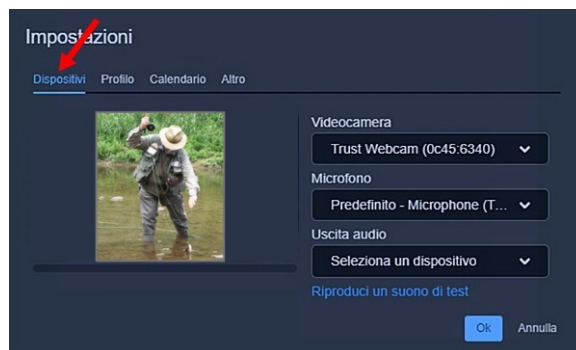 Impostazioni
Dispositivi Profilo Calendario Altro
Videocamera
Trust Webcam (0c45:6340)
Microfono
Predefinito - Microphone (T...
Uscita audio
Seleziona un dispositivo
Riproduci un suono di test
Ok Annulla